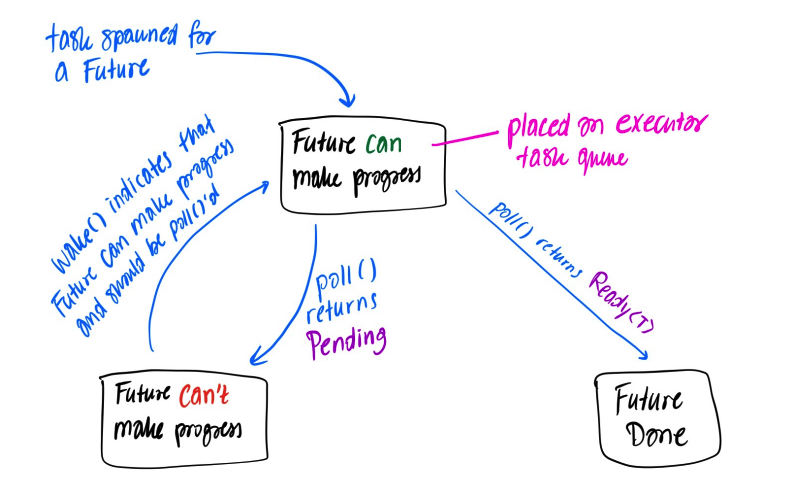 task spawned for
a Future
Future can
make progress
placed on executor
task queue
wake() indicates that
Future can make progress
and should be poll()'d
poll()
returns
Pending
poll() returns Ready(T)
Future can't
make progress
Future
Done